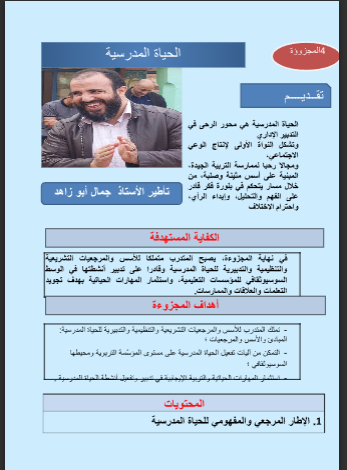 المجزوؤة4
الحياة المدرسية
تقـديــــم
الحياة المدرسية هي محور الرحى في
التدبير الإداري
وتشكل النواة الأولى لإنتاج الوعي
الاجتماعي.
ومجالا رحبا لممارسة التربية الجيدة،
المبنية على أسس متينة وصلبة، من
خلال مسار يتحكم في بلورة فكر قادر
على الفهم والتحليل، وإبداء الرأي،
واحترام الاختلاف
تأطير الأستاذ جمال أبو زاهد
الكفاية المستهدفة
في نهاية المجزوءة، يصبح المتدرب متملكا للأسس والمرجعيات التشريعية
والتنظيمية والتدبيرية للحياة المدرسية وقادرا على تدبير أنشطتها في الوسط
السوسيوثقافي للمؤسسات التعليمية، واستثمار المهارات الحياتية بهدف تجويد
التعلمات والعلاقات والممارسات.
أهداف المجزوءة
- تملك المتدرب للأسس والمرجعيات التشريعية والتنظيمية والتدبيرية للحياة المدرسية:
المبادئ والأسس والمرجعيات ؛
- التمكن من آليات تفعيل الحياة المدرسية على مستوى المؤسسة التربوية ومحيطها
السوسيوثقافي ؛
- استثمار المهارات الحياتية والتربية الإيجابية في تدبير وتفعيل أنشطة الحياة المدرسية .
المحتويات
1. الإطار المرجعي والمفهومي للحياة المدرسية